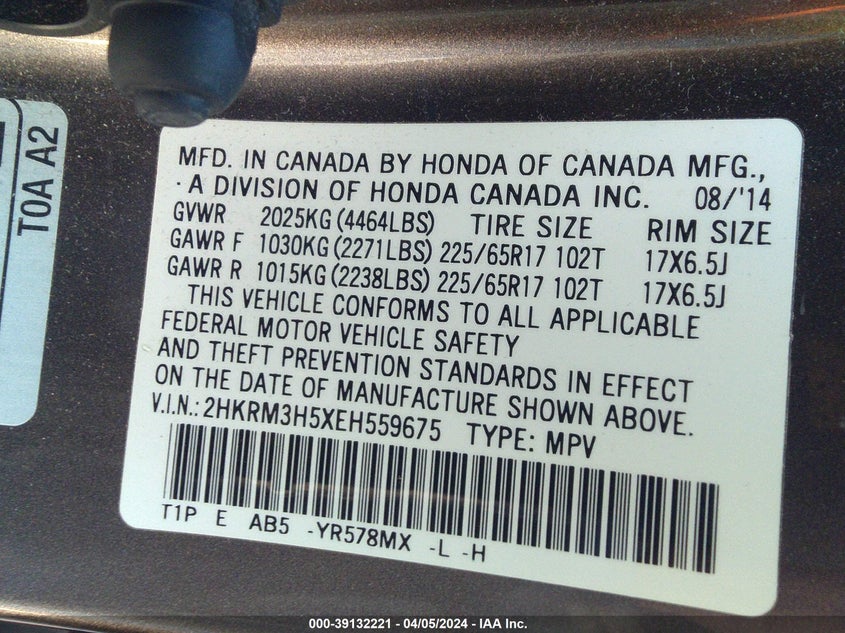 T0A A2
MFD. IN CANADA BY HONDA OF CANADA MFG.,
A DIVISION OF HONDA CANADA INC. 08/'14
GVWR 2025KG (4464LBS) TIRE SIZE RIM SIZE
GAWR F 1030KG (2271LBS) 225/65R17 102T 17X6.5J
GAWR R 1015KG (2238LBS) 225/65R17 102T 17X6.5J
THIS VEHICLE CONFORMS TO ALL APPLICABLE
FEDERAL MOTOR VEHICLE SAFETY
AND THEFT PREVENTION STANDARDS IN EFFECT
ON THE DATE OF MANUFACTURE SHOWN ABOVE.
V.I.N.: 2HKRM3H5XEH559675 TYPE: MPV
T1P E AB5 -YR578MX -L -H
000-39132221 - 04/05/2024 - IAA Inc.